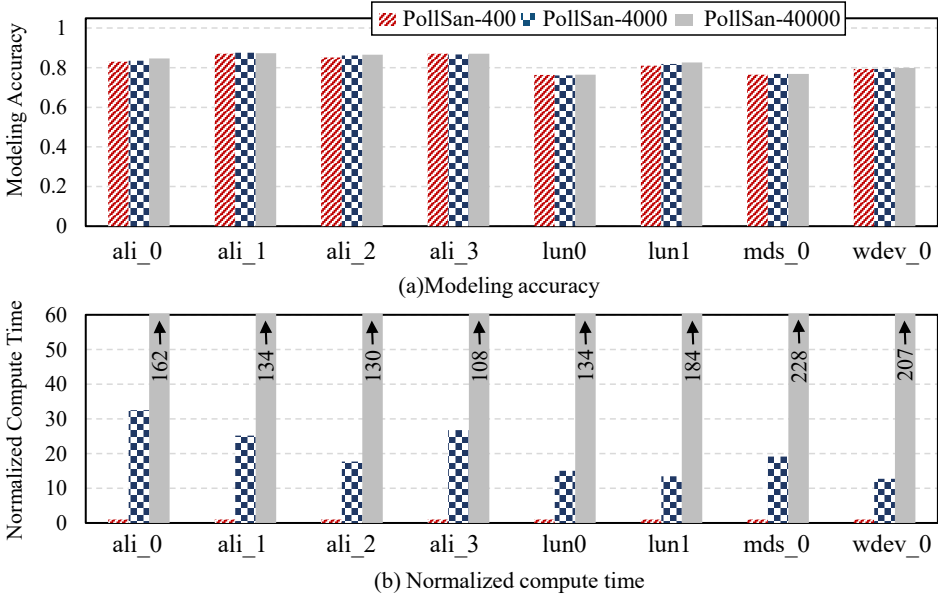 PollSan-400 PollSan-4000 PollSan-40000
Modeling Accuracy
1
0.8
0.6
0.4
0.2
0
ali_0 ali_1 ali_2 ali_3 lun0 lun1 mds_0 wdev_0
(a)Modeling accuracy
Normalized Compute Time
60
50
40
30
20
10
0
162 134 130 108 134 184 228 207
ali_0 ali_1 ali_2 ali_3 lun0 lun1 mds_0 wdev_0
(b) Normalized compute time